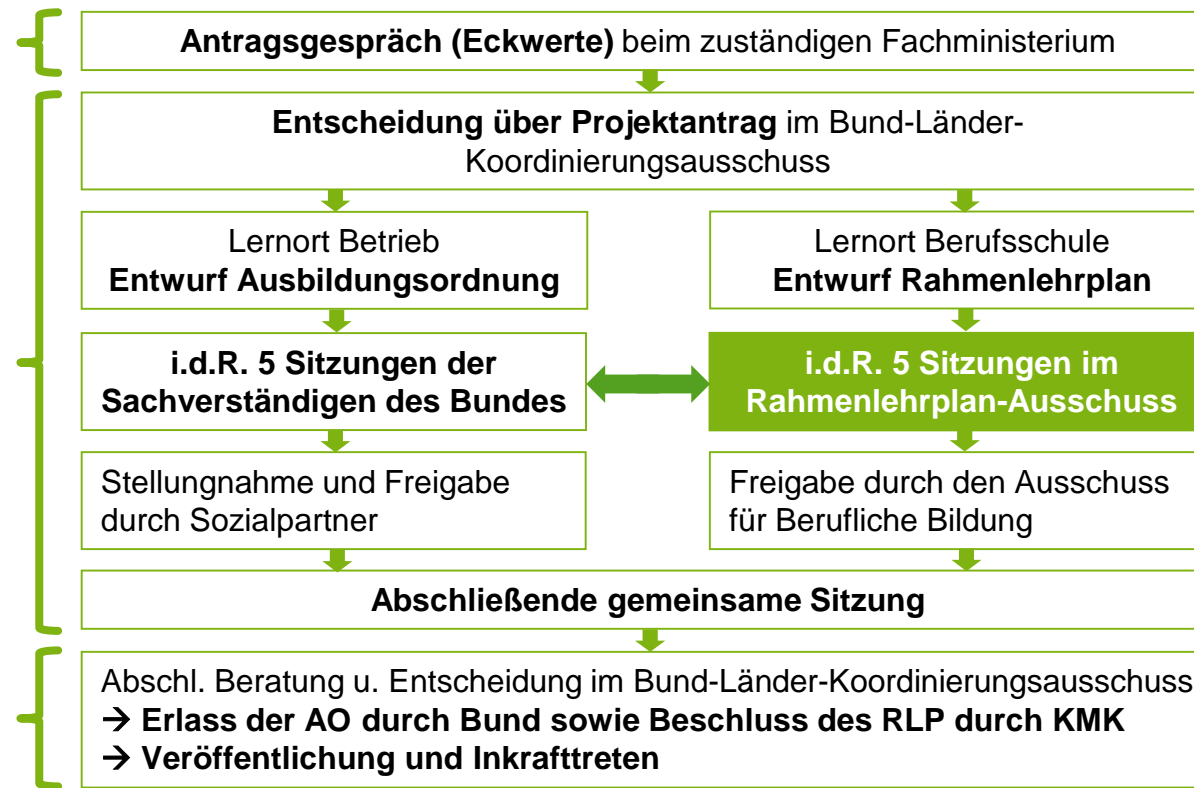 Antragsgespräch (Eckwerte) beim zuständigen Fachministerium
Entscheidung über Projektantrag im Bund-Länder-
Koordinierungsausschuss
Lernort Betrieb
Entwurf Ausbildungsordnung
Lernort Berufsschule
Entwurf Rahmenlehrplan
i.d.R. 5 Sitzungen der
Sachverständigen des Bundes
i.d.R. 5 Sitzungen im
Rahmenlehrplan-Ausschuss
Stellungnahme und Freigabe
durch Sozialpartner
Freigabe durch den Ausschuss
für Berufliche Bildung
Abschließende gemeinsame Sitzung
Abschl. Beratung u. Entscheidung im Bund-Länder-Koordinierungsausschuss
→ Erlass der AO durch Bund sowie Beschluss des RLP durch KMK
→ Veröffentlichung und Inkrafttreten